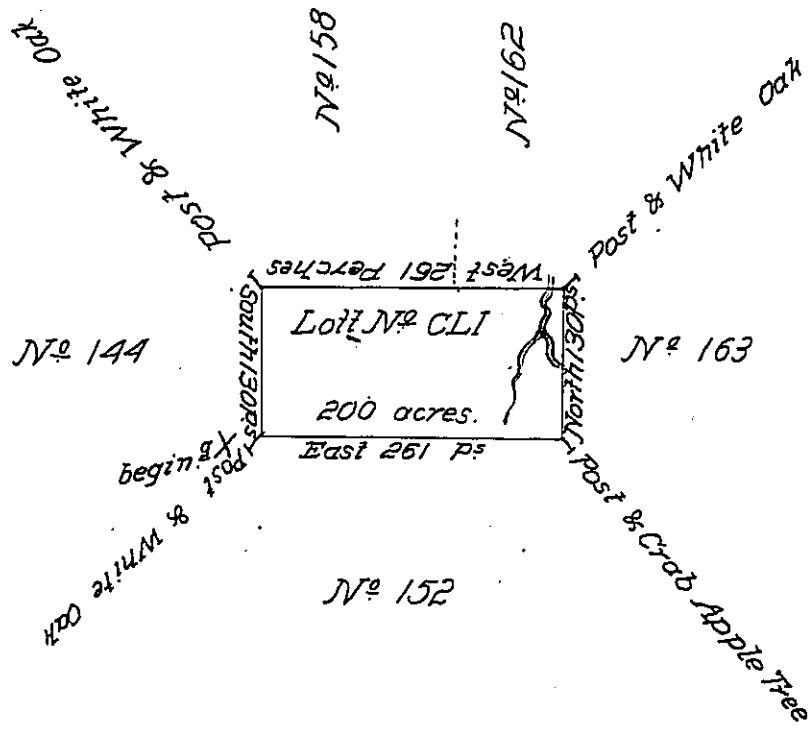 Post & White Oak
Nº 158
Nº 162
Post & White Oak
West 261 Perches
South 130 ps
Lott Nº CLI
North 130 ps
Nº 144
Nº 163
200 acres.
East 261 ps
begin:g
Post & White Oak
Post & Crab Apple Tree
Nº 152